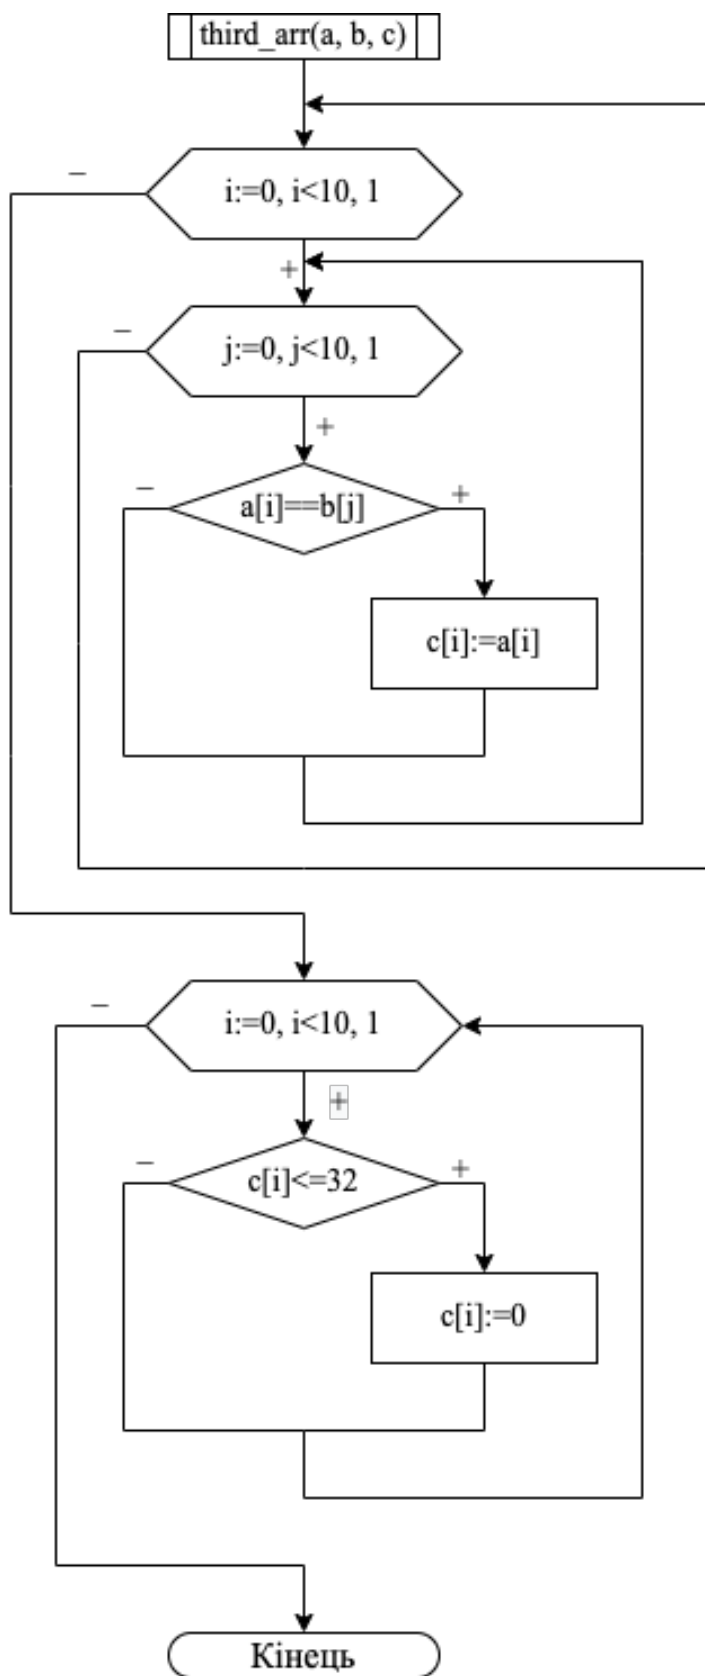 third_arr(a, b, c)
−
i:=0, i<10, 1
+
−
j:=0, j<10, 1
+
−
a[i]==b[j]
+
c[i]:=a[i]
−
i:=0, i<10, 1
+
−
c[i]<=32
+
c[i]:=0
Кінець